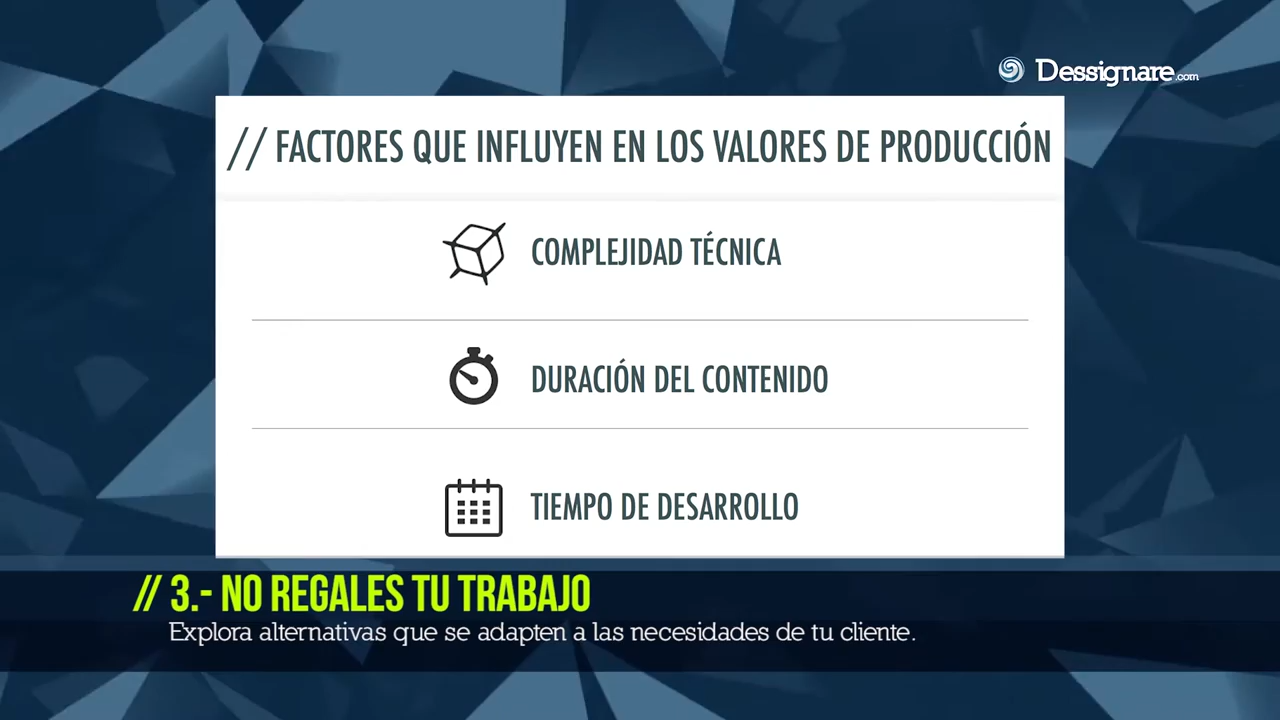 Dessignare.com
// FACTORES QUE INFLUYEN EN LOS VALORES DE PRODUCCIÓN
COMPLEJIDAD TÉCNICA
DURACIÓN DEL CONTENIDO
TIEMPO DE DESARROLLO
// 3.- NO REGALES TU TRABAJO
Explora alternativas que se adapten a las necesidades de tu cliente.